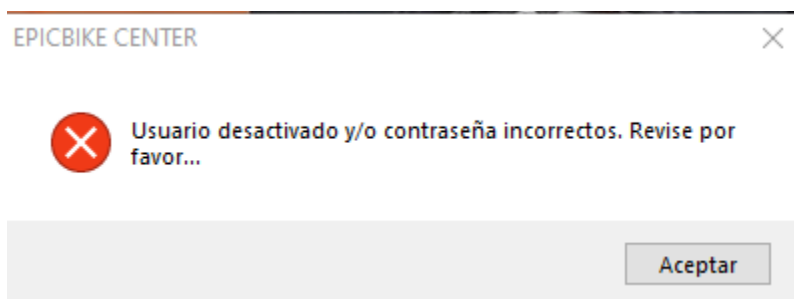 EPICBIKE CENTER
Usuario desactivado y/o contraseña incorrectos. Revise por
favor...
Aceptar